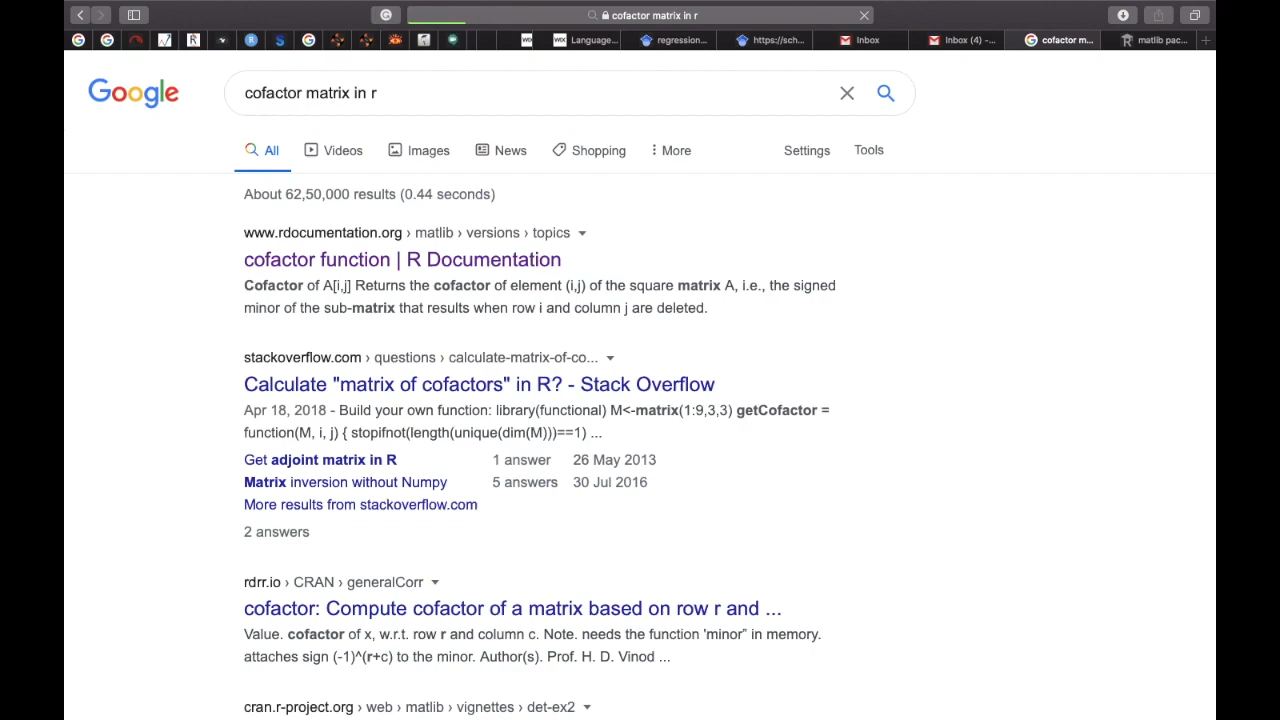 cofactor matrix in r
Language...
regression...
https://sch...
Inbox
Inbox (4) -...
cofactor m...
matlib pac...
Google
cofactor matrix in r
All
Videos
Images
News
Shopping
More
Settings
Tools
About 62,50,000 results (0.44 seconds)
www.rdocumentation.org › matlib › versions › topics
cofactor function | R Documentation
Cofactor of A[i,j] Returns the cofactor of element (i,j) of the square matrix A, i.e., the signed
minor of the sub-matrix that results when row i and column j are deleted.
stackoverflow.com › questions › calculate-matrix-of-co...
Calculate "matrix of cofactors" in R? - Stack Overflow
Apr 18, 2018 - Build your own function: library(functional) M<-matrix(1:9,3,3) getCofactor =
function(M, i, j) { stopifnot(length(unique(dim(M)))==1) ...
Get adjoint matrix in R 1 answer 26 May 2013
Matrix inversion without Numpy 5 answers 30 Jul 2016
More results from stackoverflow.com
2 answers
rdrr.io › CRAN › generalCorr
cofactor: Compute cofactor of a matrix based on row r and ...
Value. cofactor of x, w.r.t. row r and column c. Note. needs the function 'minor" in memory.
attaches sign (-1)^(r+c) to the minor. Author(s). Prof. H. D. Vinod ...
cran.r-project.org › web › matlib › vignettes › det-ex2